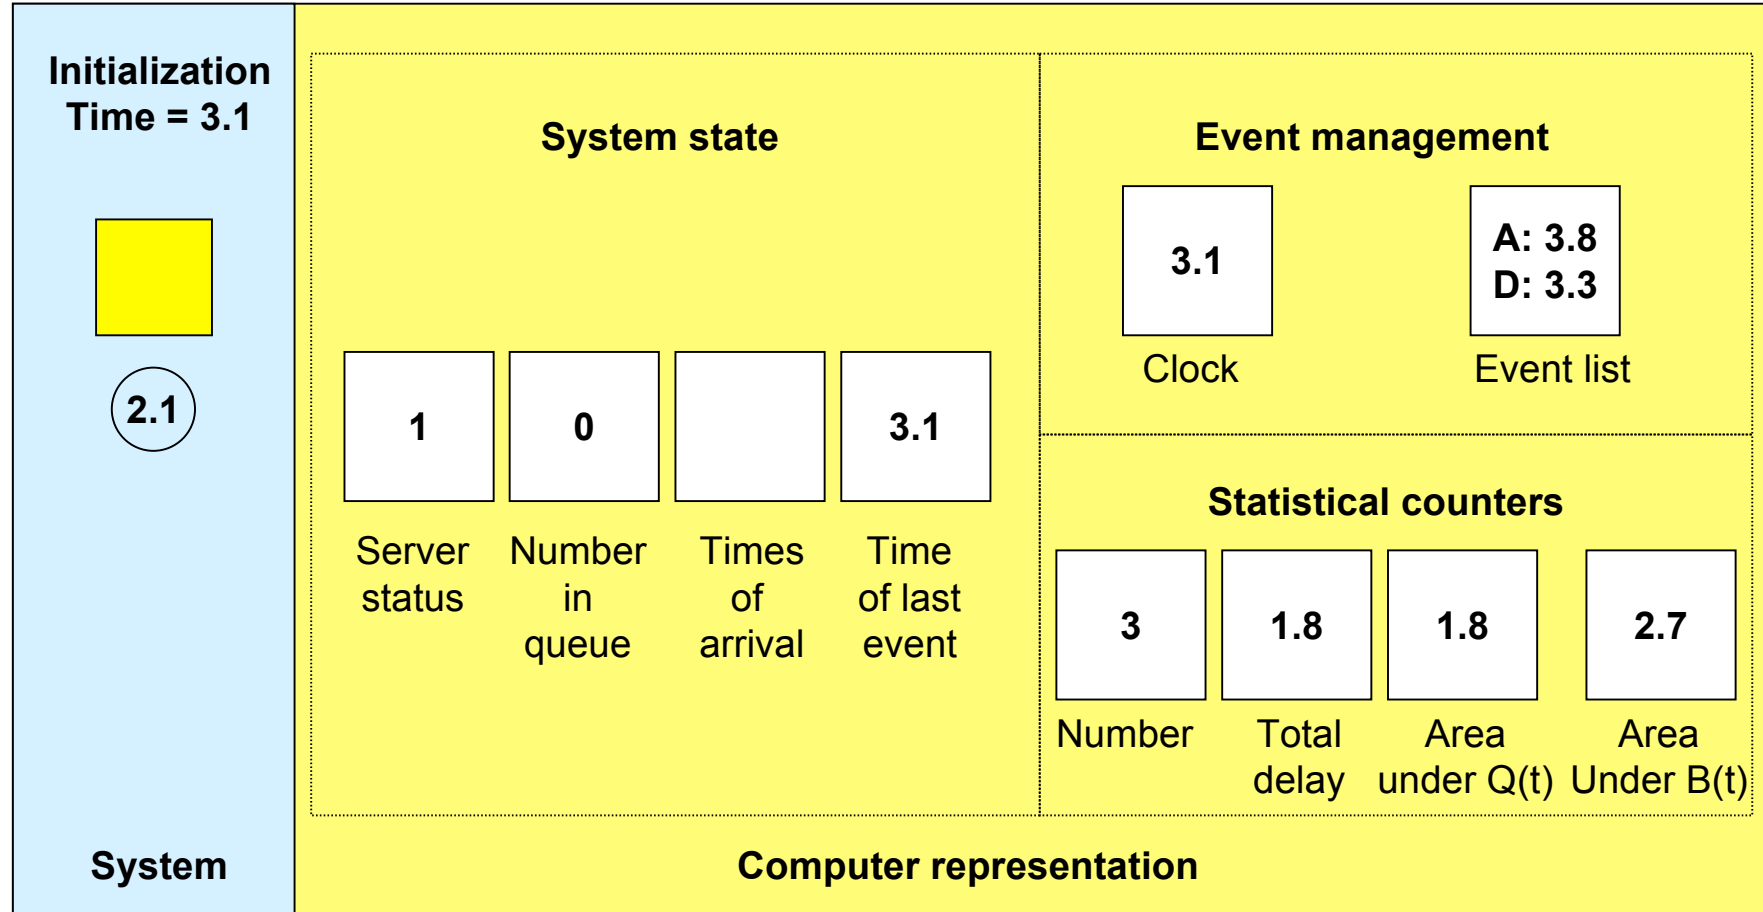 Initialization
Time = 3.1
2.1
System
System state
1
0
3.1
Server
status
Number
in
queue
Times
of
arrival
Time
of last
event
Event management
3.1
Clock
A: 3.8
D: 3.3
Event list
Statistical counters
3
1.8
1.8
2.7
Number
Total
delay
Area
under Q(t)
Area
Under B(t)
Computer representation